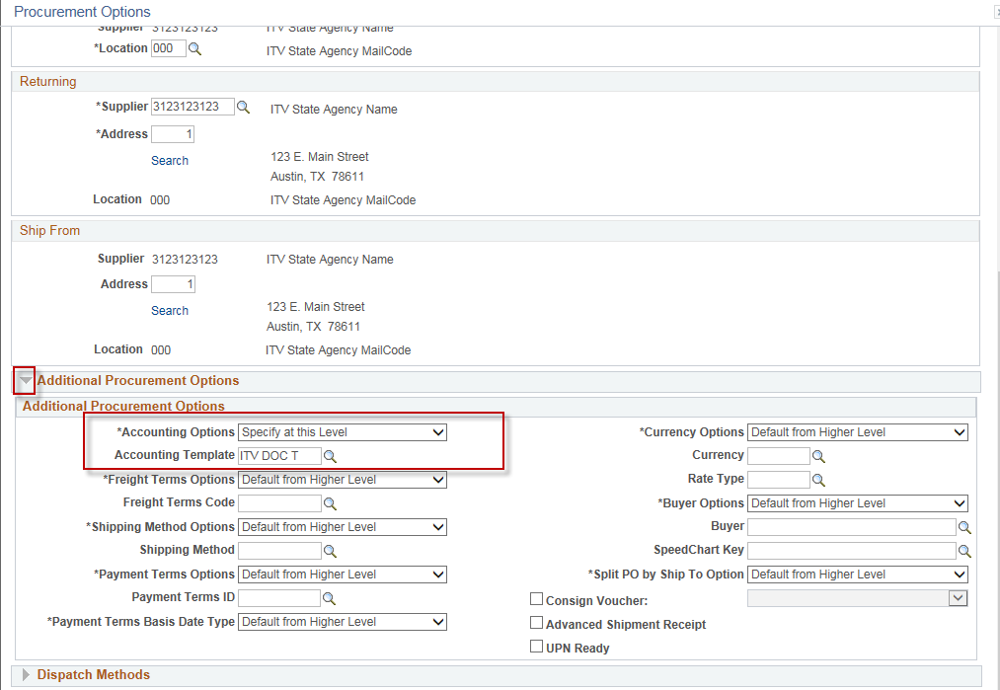 Procurement Options
Supplier 3123123123 ITV State Agency Name
*Location 000 ITV State Agency MailCode
Returning
*Supplier 3123123123 ITV State Agency Name
*Address 1
Search 123 E. Main Street
Austin, TX 78611
Location 000 ITV State Agency MailCode
Ship From
Supplier 3123123123 ITV State Agency Name
Address 1
Search 123 E. Main Street
Austin, TX 78611
Location 000 ITV State Agency MailCode
Additional Procurement Options
Additional Procurement Options
*Accounting Options Specify at this Level *Currency Options Default from Higher Level
Accounting Template ITV DOC T Currency
*Freight Terms Options Default from Higher Level Rate Type
Freight Terms Code *Buyer Options Default from Higher Level
*Shipping Method Options Default from Higher Level Buyer
Shipping Method SpeedChart Key
*Payment Terms Options Default from Higher Level *Split PO by Ship To Option Default from Higher Level
Payment Terms ID Consign Voucher:
*Payment Terms Basis Date Type Default from Higher Level Advanced Shipment Receipt
UPN Ready
Dispatch Methods